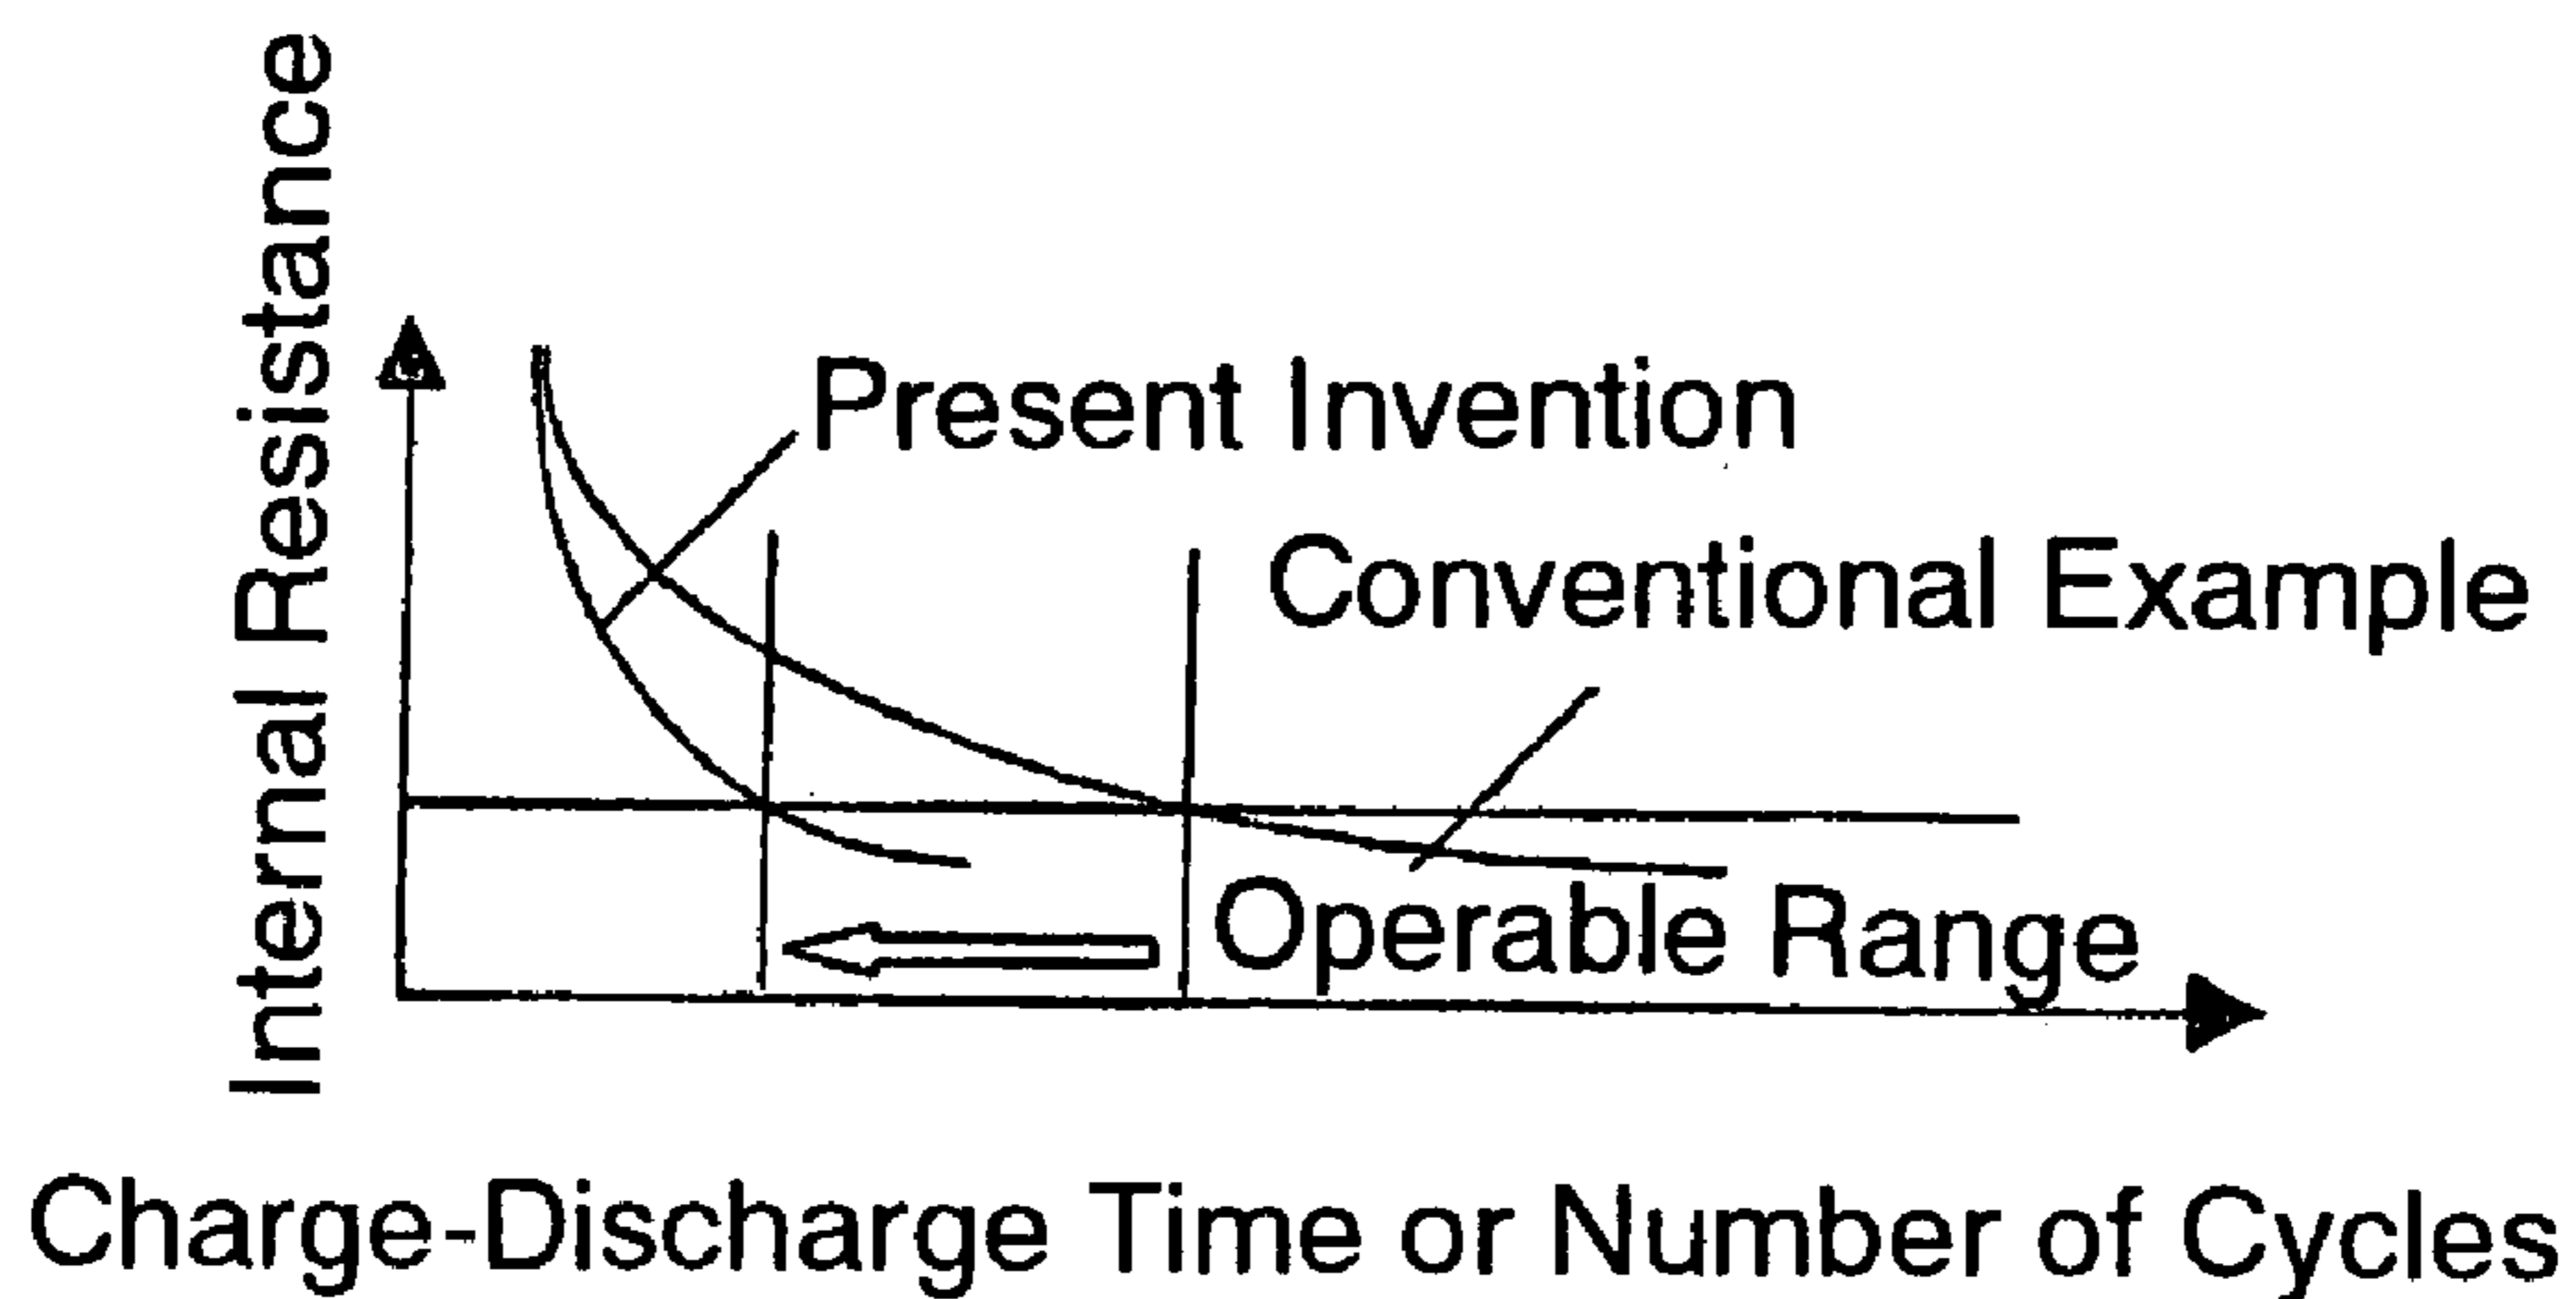 Internal Resistance
Present Invention
Conventional Example
Operable Range
Charge-Discharge Time or Number of Cycles